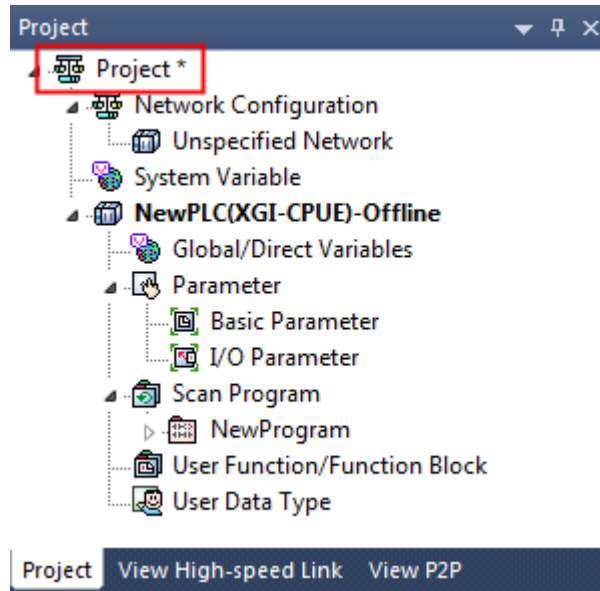 Project
Project *
Network Configuration
Unspecified Network
System Variable
NewPLC(XGI-CPUE)-Offline
Global/Direct Variables
Parameter
Basic Parameter
I/O Parameter
Scan Program
NewProgram
User Function/Function Block
User Data Type
Project View High-speed Link View P2P